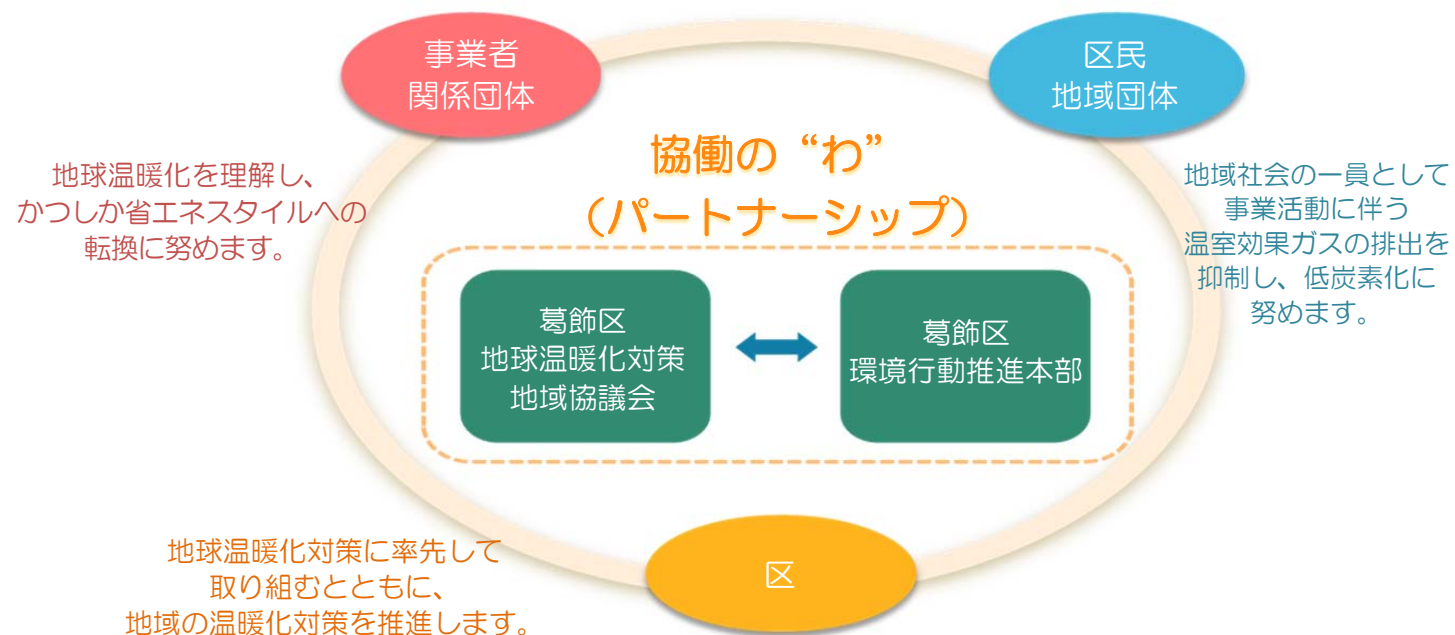 事業者
関係団体
区民
地域団体
協働の“わ”
（パートナーシップ）
地球温暖化を理解し、
かつしか省エネスタイルへの
転換に努めます。
地域社会の一員として
事業活動に伴う
温室効果ガスの排出を
抑制し、低炭素化に
努めます。
葛飾区
地球温暖化対策
地域協議会
葛飾区
環境行動推進本部
地球温暖化対策に率先して
取り組むとともに、
地域の温暖化対策を推進します。
区